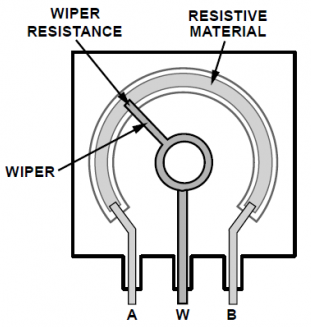 WIPER
RESISTANCE
RESISTIVE
MATERIAL
WIPER
A W B